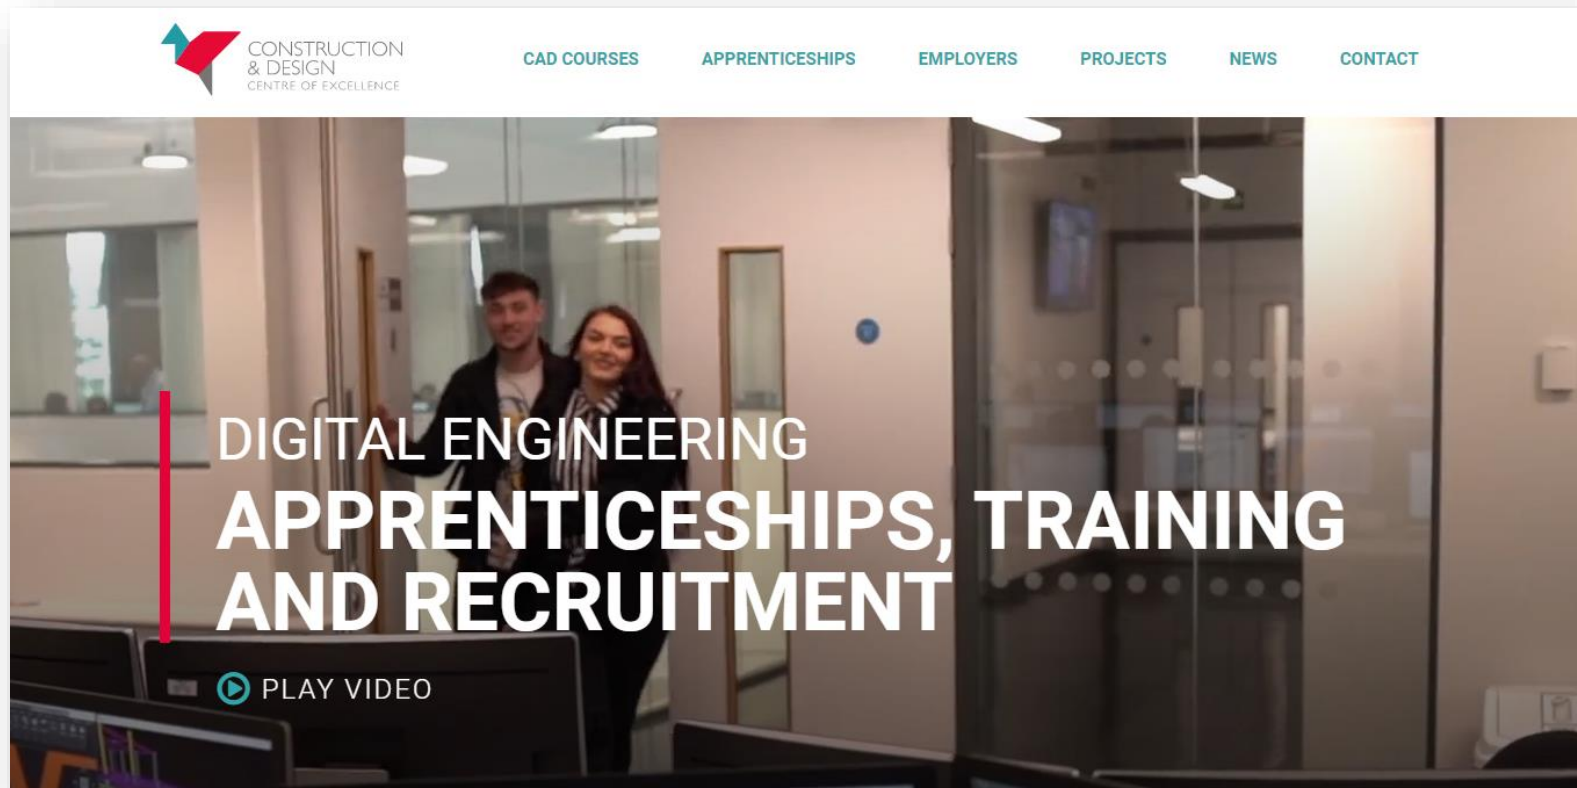 CONSTRUCTION
& DESIGN
CENTRE OF EXCELLENCE
CAD COURSES APPRENTICESHIPS EMPLOYERS PROJECTS NEWS CONTACT
DIGITAL ENGINEERING
APPRENTICESHIPS, TRAINING
AND RECRUITMENT
PLAY VIDEO